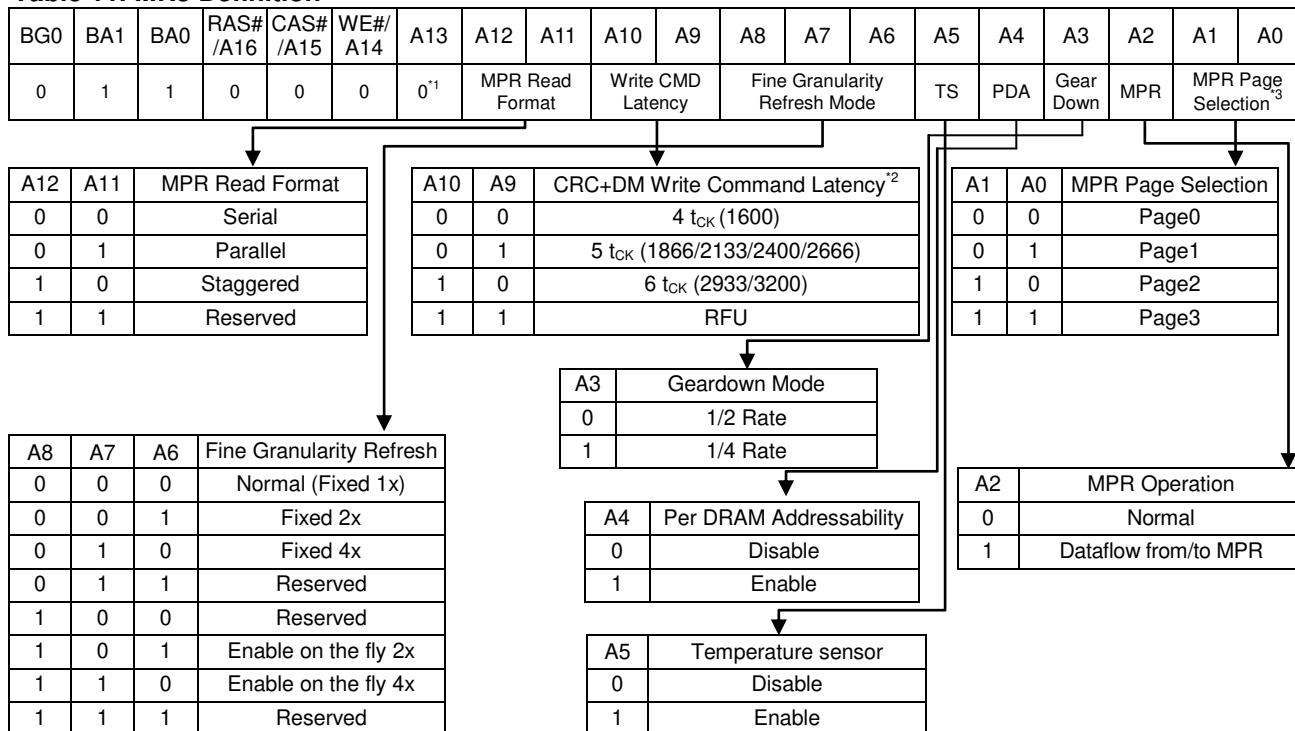 BG0 BA1 BA0 RAS# /A16 CAS# /A15 WE#/ A14 A13 A12 A11 A10 A9 A8 A7 A6 A5 A4 A3 A2 A1 A0
0 1 1 0 0 0 0*1 MPR Read Format Write CMD Latency Fine Granularity Refresh Mode TS PDA Gear Down MPR MPR Page Selection*3
A12 A11 MPR Read Format
0 0 Serial
0 1 Parallel
1 0 Staggered
1 1 Reserved
A10 A9 CRC+DM Write Command Latency*2
0 0 4 tCK (1600)
0 1 5 tCK (1866/2133/2400/2666)
1 0 6 tCK (2933/3200)
1 1 RFU
A1 A0 MPR Page Selection
0 0 Page0
0 1 Page1
1 0 Page2
1 1 Page3
A3 Geardown Mode
0 1/2 Rate
1 1/4 Rate
A8 A7 A6 Fine Granularity Refresh
0 0 0 Normal (Fixed 1x)
0 0 1 Fixed 2x
0 1 0 Fixed 4x
0 1 1 Reserved
1 0 0 Reserved
1 0 1 Enable on the fly 2x
1 1 0 Enable on the fly 4x
1 1 1 Reserved
A4 Per DRAM Addressability
0 Disable
1 Enable
A2 MPR Operation
0 Normal
1 Dataflow from/to MPR
A5 Temperature sensor
0 Disable
1 Enable